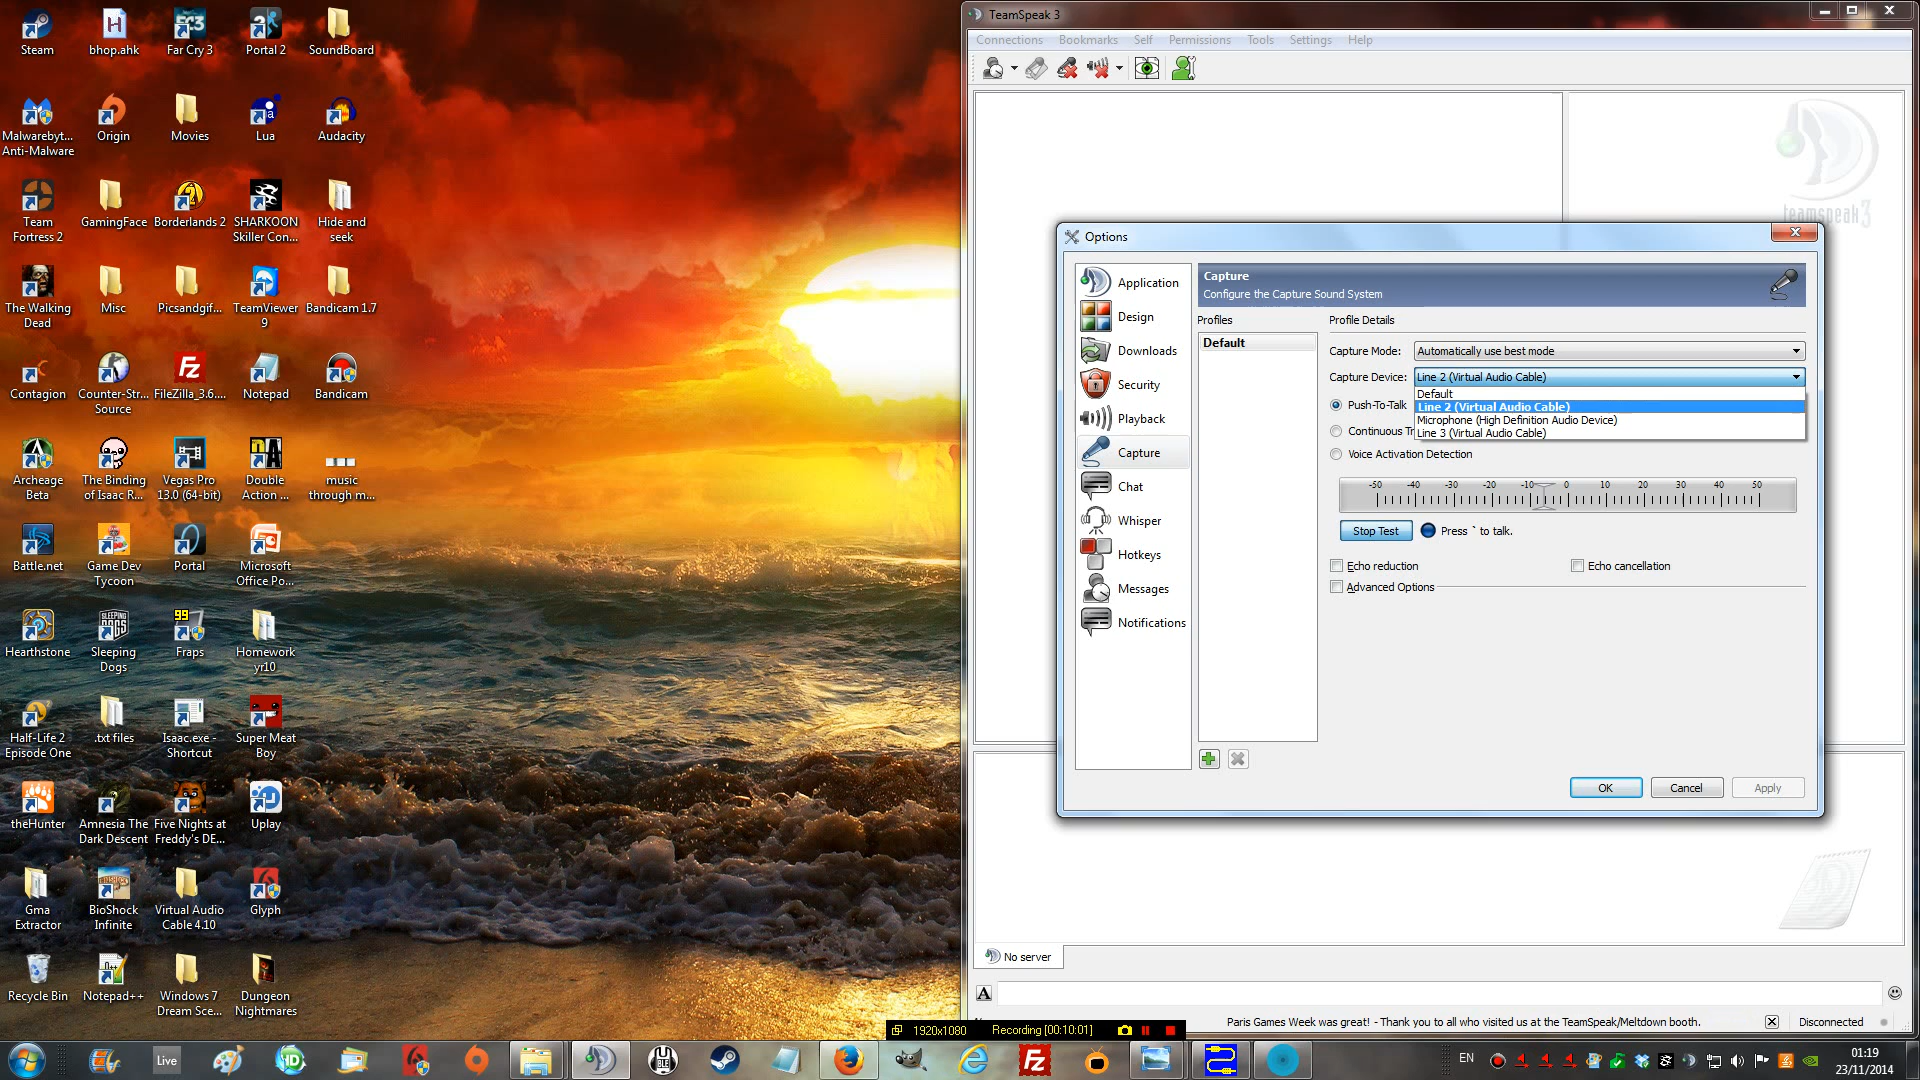 Steam
bhop.ahk
Far Cry 3
Portal 2
SoundBoard
Malwarebyt...
Anti-Malware
Origin
Movies
Lua
Audacity
Team
Fortress 2
GamingFace
Borderlands 2
SHARKOON
Skiller Con...
Hide and
seek
The Walking
Dead
Misc
Picsandgif...
TeamViewer
9
Bandicam 1.7
Contagion
Counter-Str...
Source
FileZilla_3.6....
Notepad
Bandicam
Archeage
Beta
The Binding
of Isaac R...
Vegas Pro
13.0 (64-bit)
Double
Action ...
music
through m...
Battle.net
Game Dev
Tycoon
Portal
Microsoft
Office Po...
Hearthstone
Sleeping
Dogs
99
Fraps
Homework
yr10
Half-Life 2
Episode One
.txt files
Isaac.exe -
Shortcut
Super Meat
Boy
theHunter
Amnesia The
Dark Descent
Five Nights at
Freddy's DE...
Uplay
Gma
Extractor
BioShock
Infinite
Virtual Audio
Cable 4.10
Glyph
Recycle Bin
Notepad++
Windows 7
Dream Sce...
Dungeon
Nightmares
TeamSpeak 3
Connections Bookmarks Self Permissions Tools Settings Help
teamspeak 3
Options
Application
Design
Downloads
Security
Playback
Capture
Chat
Whisper
Hotkeys
Messages
Notifications
Capture
Configure the Capture Sound System
Profiles
Default
Profile Details
Capture Mode: Automatically use best mode
Capture Device: Line 2 (Virtual Audio Cable)
Default
Line 2 (Virtual Audio Cable)
Microphone (High Definition Audio Device)
Line 3 (Virtual Audio Cable)
Push-To-Talk
Continuous Tr
Voice Activation Detection
-50 -40 -30 -20 -10 0 10 20 30 40 50
Stop Test
Press ` to talk.
Echo reduction
Echo cancellation
Advanced Options
OK
Cancel
Apply
No server
A
Paris Games Week was great! - Thank you to all who visited us at the TeamSpeak/Meltdown booth.
Disconnected
1920x1080
Recording [00:10:01]
Live
EN
01:19
23/11/2014